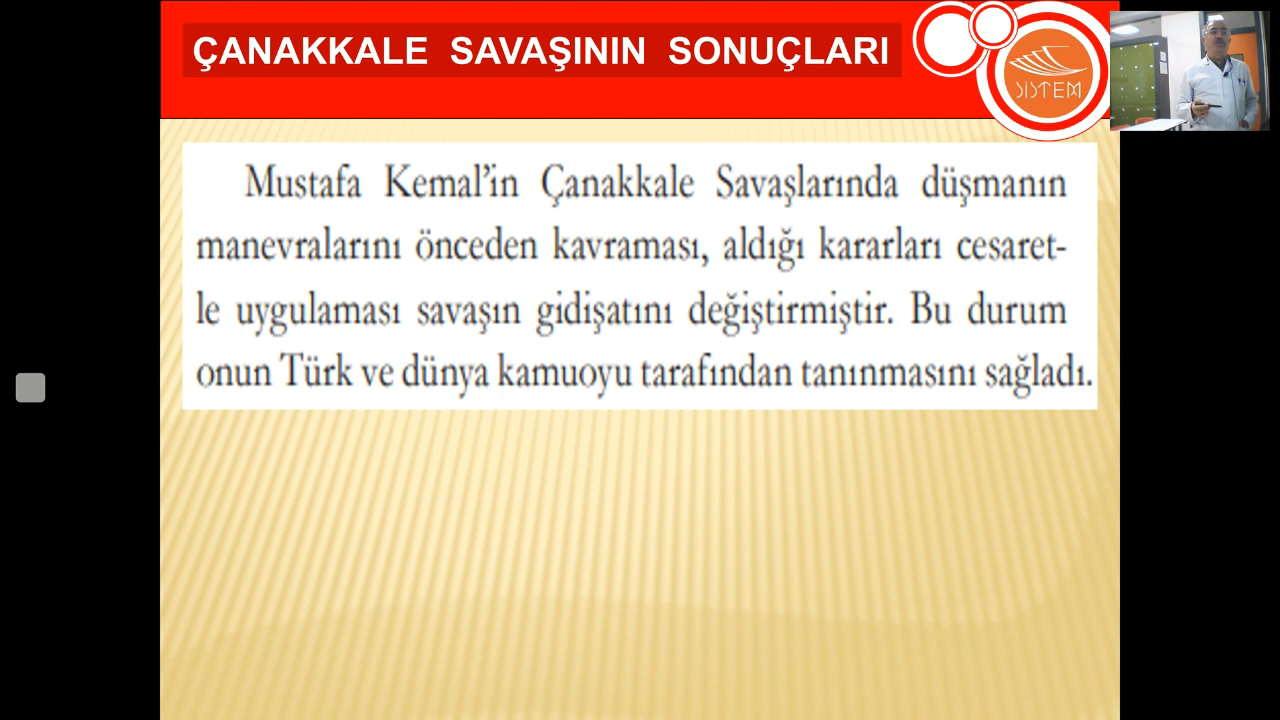 ÇANAKKALE SAVAŞININ SONUÇLARI
SİSTEM
Mustafa Kemal’in Çanakkale Savaşlarında düşmanın
manevralarını önceden kavraması, aldığı kararları cesaret-
le uygulaması savaşın gidişatını değiştirmiştir. Bu durum
onun Türk ve dünya kamuoyu tarafından tanınmasını sağladı.